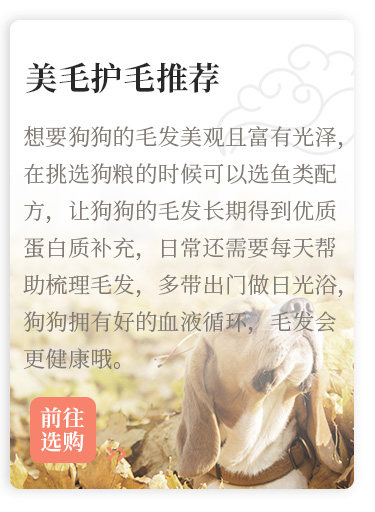 美毛护毛推荐
想要狗狗的毛发美观且富有光泽，
在挑选狗粮的时候可以选鱼类配
方，让狗狗的毛发长期得到优质
蛋白质补充，日常还需要每天帮
助梳理毛发，多带出门做日光浴，
狗狗拥有好的血液循环，毛发会
更健康哦。
前往
选购